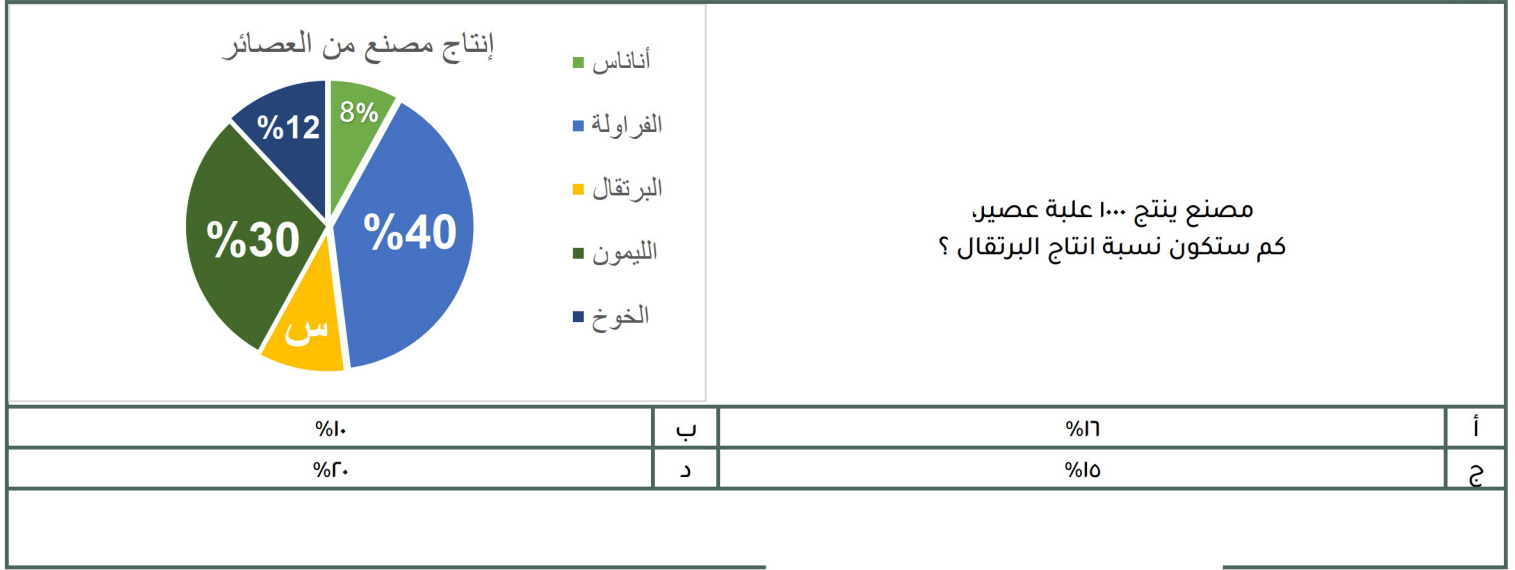 مصنع ينتج ١٠٠٠ علبة عصير،
كم ستكون نسبة انتاج البرتقال ؟
إنتاج مصنع من العصائر
أناناس
الفراولة
البرتقال
الليمون
الخوخ
8%
%40
س
%30
%12
أ
%١٦
ب
%١٠
ج
%١٥
د
%٢٠